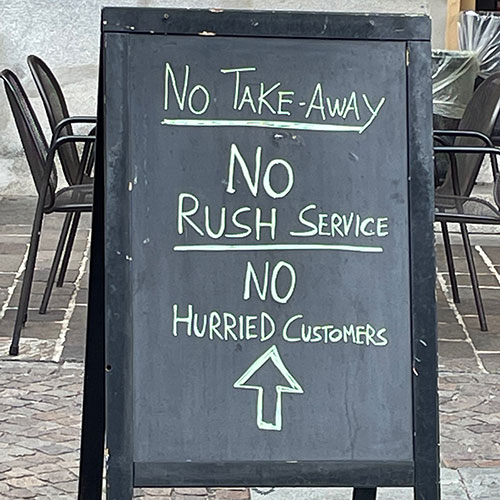 No Take-Away
No
Rush Service
No
Hurried Customers